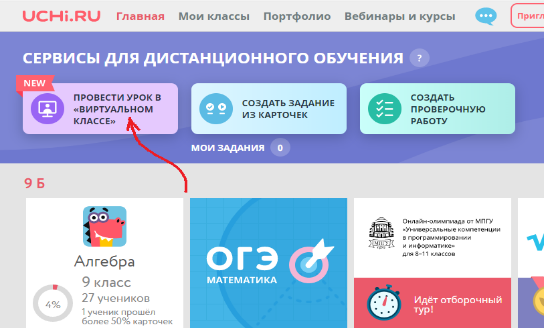 UCHi.RU
Главная
Мои классы
Портфолио
Вебинары и курсы
СЕРВИСЫ ДЛЯ ДИСТАНЦИОННОГО ОБУЧЕНИЯ ?
NEW
ПРОВЕСТИ УРОК В
«ВИРТУАЛЬНОМ
КЛАССЕ»
СОЗДАТЬ ЗАДАНИЕ
ИЗ КАРТОЧЕК
СОЗДАТЬ
ПРОВЕРОЧНУЮ
РАБОТУ
МОИ ЗАДАНИЯ 0
9 Б
Алгебра
4%
9 класс
27 учеников
1 ученик прошёл
более 50% карточек
ОГЭ
МАТЕМАТИКА
Онлайн-олимпиада от МПГУ
«Универсальные компетенции
в программировании
и информатике»
для 8–11 классов
Идёт отборочный
тур!